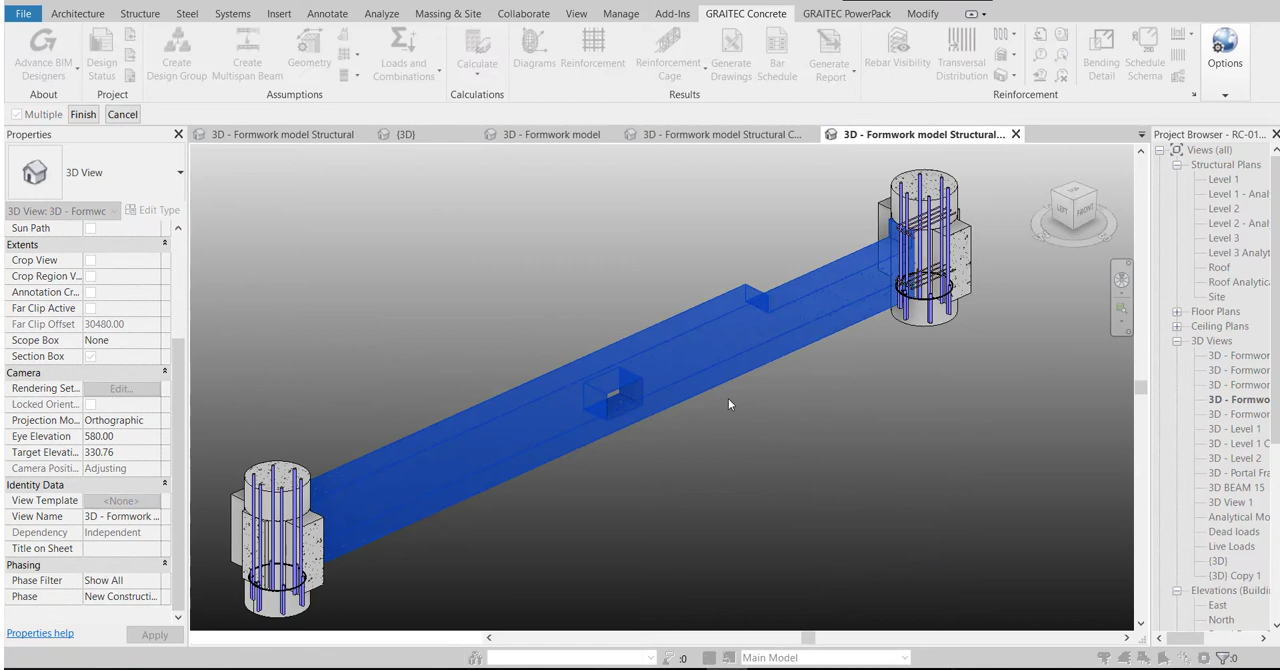 File Architecture Structure Steel Systems Insert Annotate Analyze Massing & Site Collaborate View Manage Add-Ins GRAITEC Concrete GRAITEC PowerPack Modify
Advance BIM Designers
Design Status
Create Design Group
Create Multispan Beam
Geometry
Loads and Combinations
Calculate
Diagrams
Reinforcement
Reinforcement Cage
Generate Drawings
Bar Schedule
Generate Report
Rebar Visibility
Transversal Distribution
Bending Detail
Schedule Schema
Options
About Project Assumptions Calculations Results Reinforcement
Multiple Finish Cancel
Properties
3D - Formwork model Structural
{3D}
3D - Formwork model
3D - Formwork model Structural C...
3D - Formwork model Structural...
Project Browser - RC-01...
3D View
3D View: 3D - Formwc
Edit Type
Sun Path
Extents
Crop View
Crop Region V...
Annotation Cr...
Far Clip Active
Far Clip Offset 30480.00
Scope Box None
Section Box
Camera
Rendering Set... Edit...
Locked Orient...
Projection Mo... Orthographic
Eye Elevation 580.00
Target Elevati... 330.76
Camera Positi... Adjusting
Identity Data
View Template <None>
View Name 3D - Formwork ...
Dependency Independent
Title on Sheet
Phasing
Phase Filter Show All
Phase New Constructi...
Properties help Apply
TOP
LEFT
FRONT
Views (all)
Structural Plans
Level 1
Level 1 - Anal
Level 2
Level 2 - Anal
Level 3
Level 3 Analyt
Roof
Roof Analytica
Site
Floor Plans
Ceiling Plans
3D Views
3D - Formwor
3D - Formwor
3D - Formwor
3D - Formwo
3D - Formwor
3D - Level 1
3D - Level 1 C
3D - Level 2
3D - Portal Fra
3D BEAM 15
3D View 1
Analytical Mo
Dead loads
Live Loads
{3D}
{3D} Copy 1
Elevations (Buildin
East
North
:0
Main Model
:0